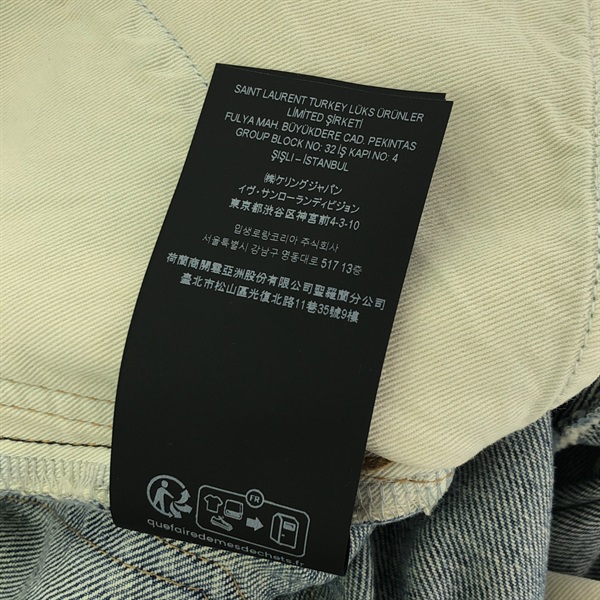 SAINT LAURENT TURKEY LÜKS ÜRÜNLER
LİMİTED ŞİRKETİ
FULYA MAH. BÜYÜKDERE CAD. PEKINTAS
GROUP BLOCK NO: 32 İŞ KAPI NO: 4
ŞİŞLİ – İSTANBUL
㈱ケリングジャパン
イヴ・サンローランディビジョン
東京都渋谷区神宮前4-3-10
입생로랑코리아 주식회사
서울특별시 강남구 영동대로 517 13층
荷蘭商開雲亞洲股份有限公司聖羅蘭分公司
臺北市松山區光復北路11巷35號9樓
FR
quefairedemesdechets.fr